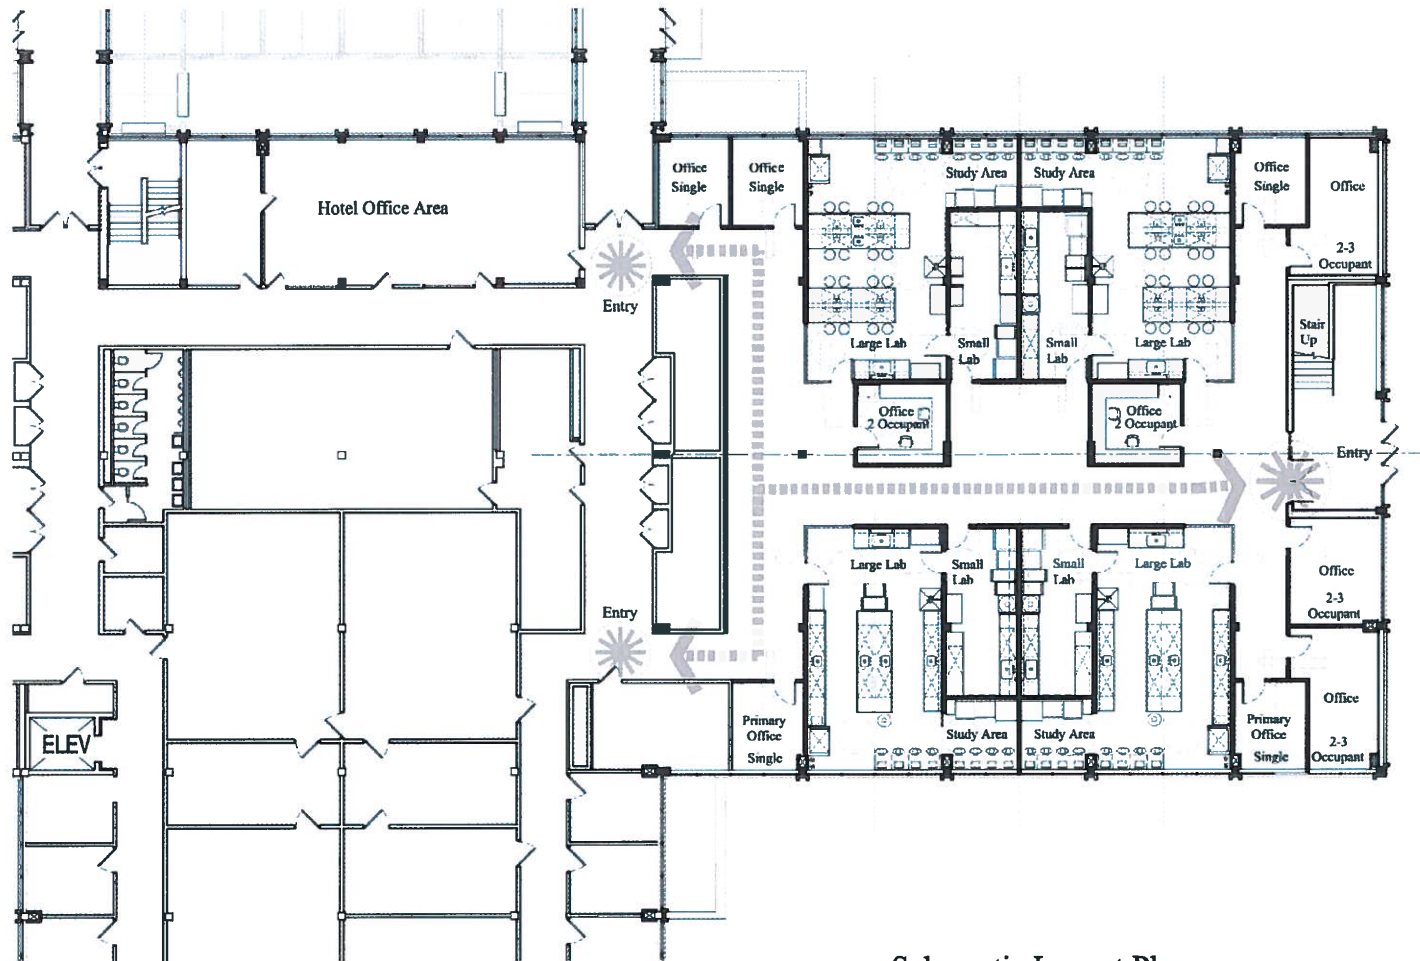 Office
Single
Office
Single
Study Area
Study Area
Office
Single
Office
2-3
Occupant
Hotel Office Area
Entry
Large Lab
Small
Lab
Small
Lab
Large Lab
Stair
Up
Office
2 Occupant
Office
2 Occupant
Entry
Large Lab
Small
Lab
Small
Lab
Large Lab
Office
2-3
Occupant
Entry
ELEV
Primary
Office
Single
Study Area
Study Area
Primary
Office
Single
Office
2-3
Occupant